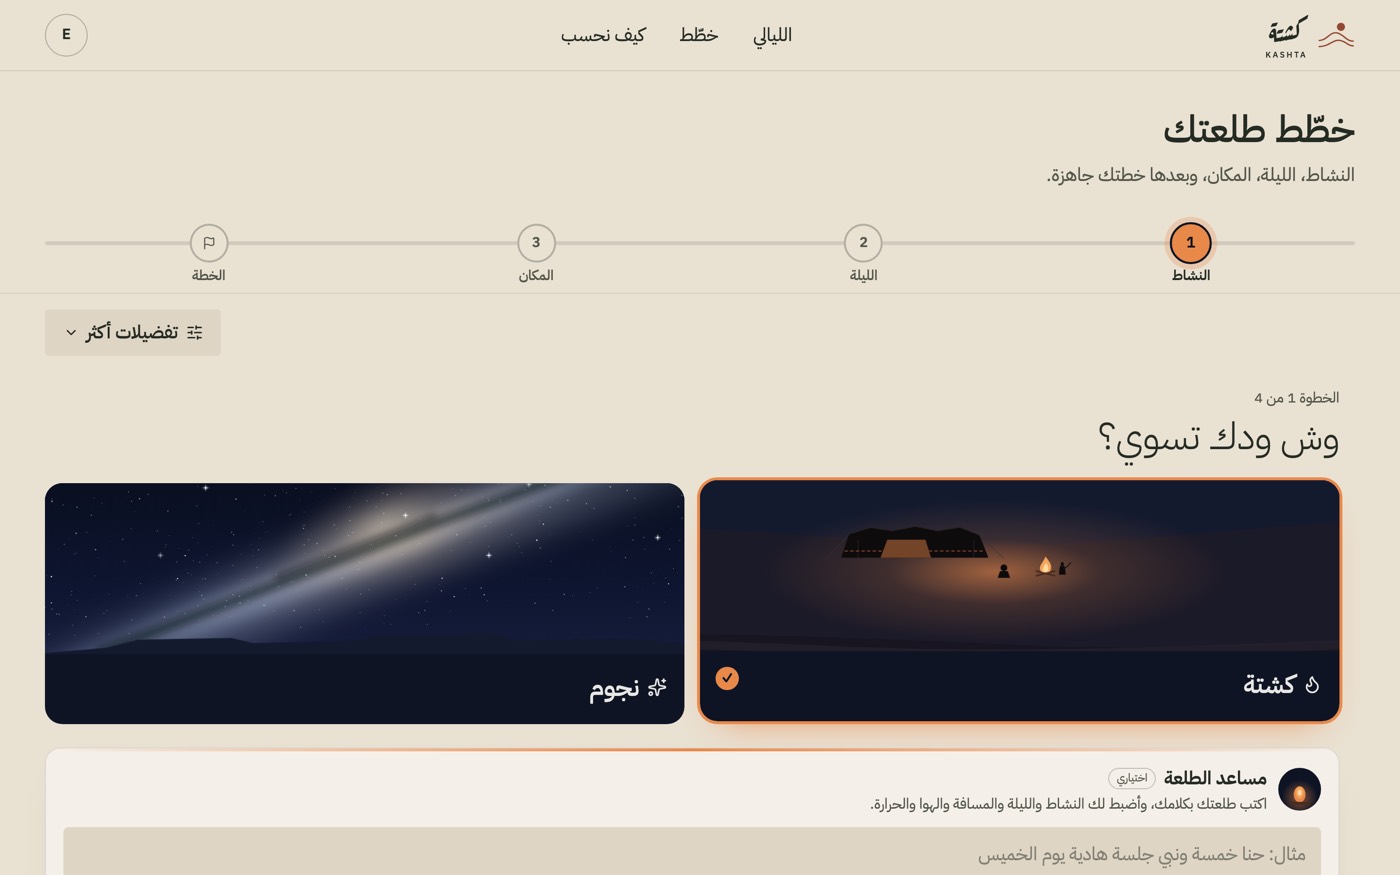 كشتة
KASHTA
الليالي
خطّط
كيف نحسب
E
خطّط طلعتك
النشاط، الليلة، المكان، وبعدها خطتك جاهزة.
1
النشاط
2
الليلة
3
المكان
الخطة
تفضيلات أكثر
الخطوة 1 من 4
وش ودك تسوي؟
كشتة
نجوم
مساعد الطلعة
اختياري
اكتب طلعتك بكلامك، وأضبط لك النشاط والليلة والمسافة والهوا والحرارة.
مثال: حنا خمسة ونبي جلسة هادية يوم الخميس